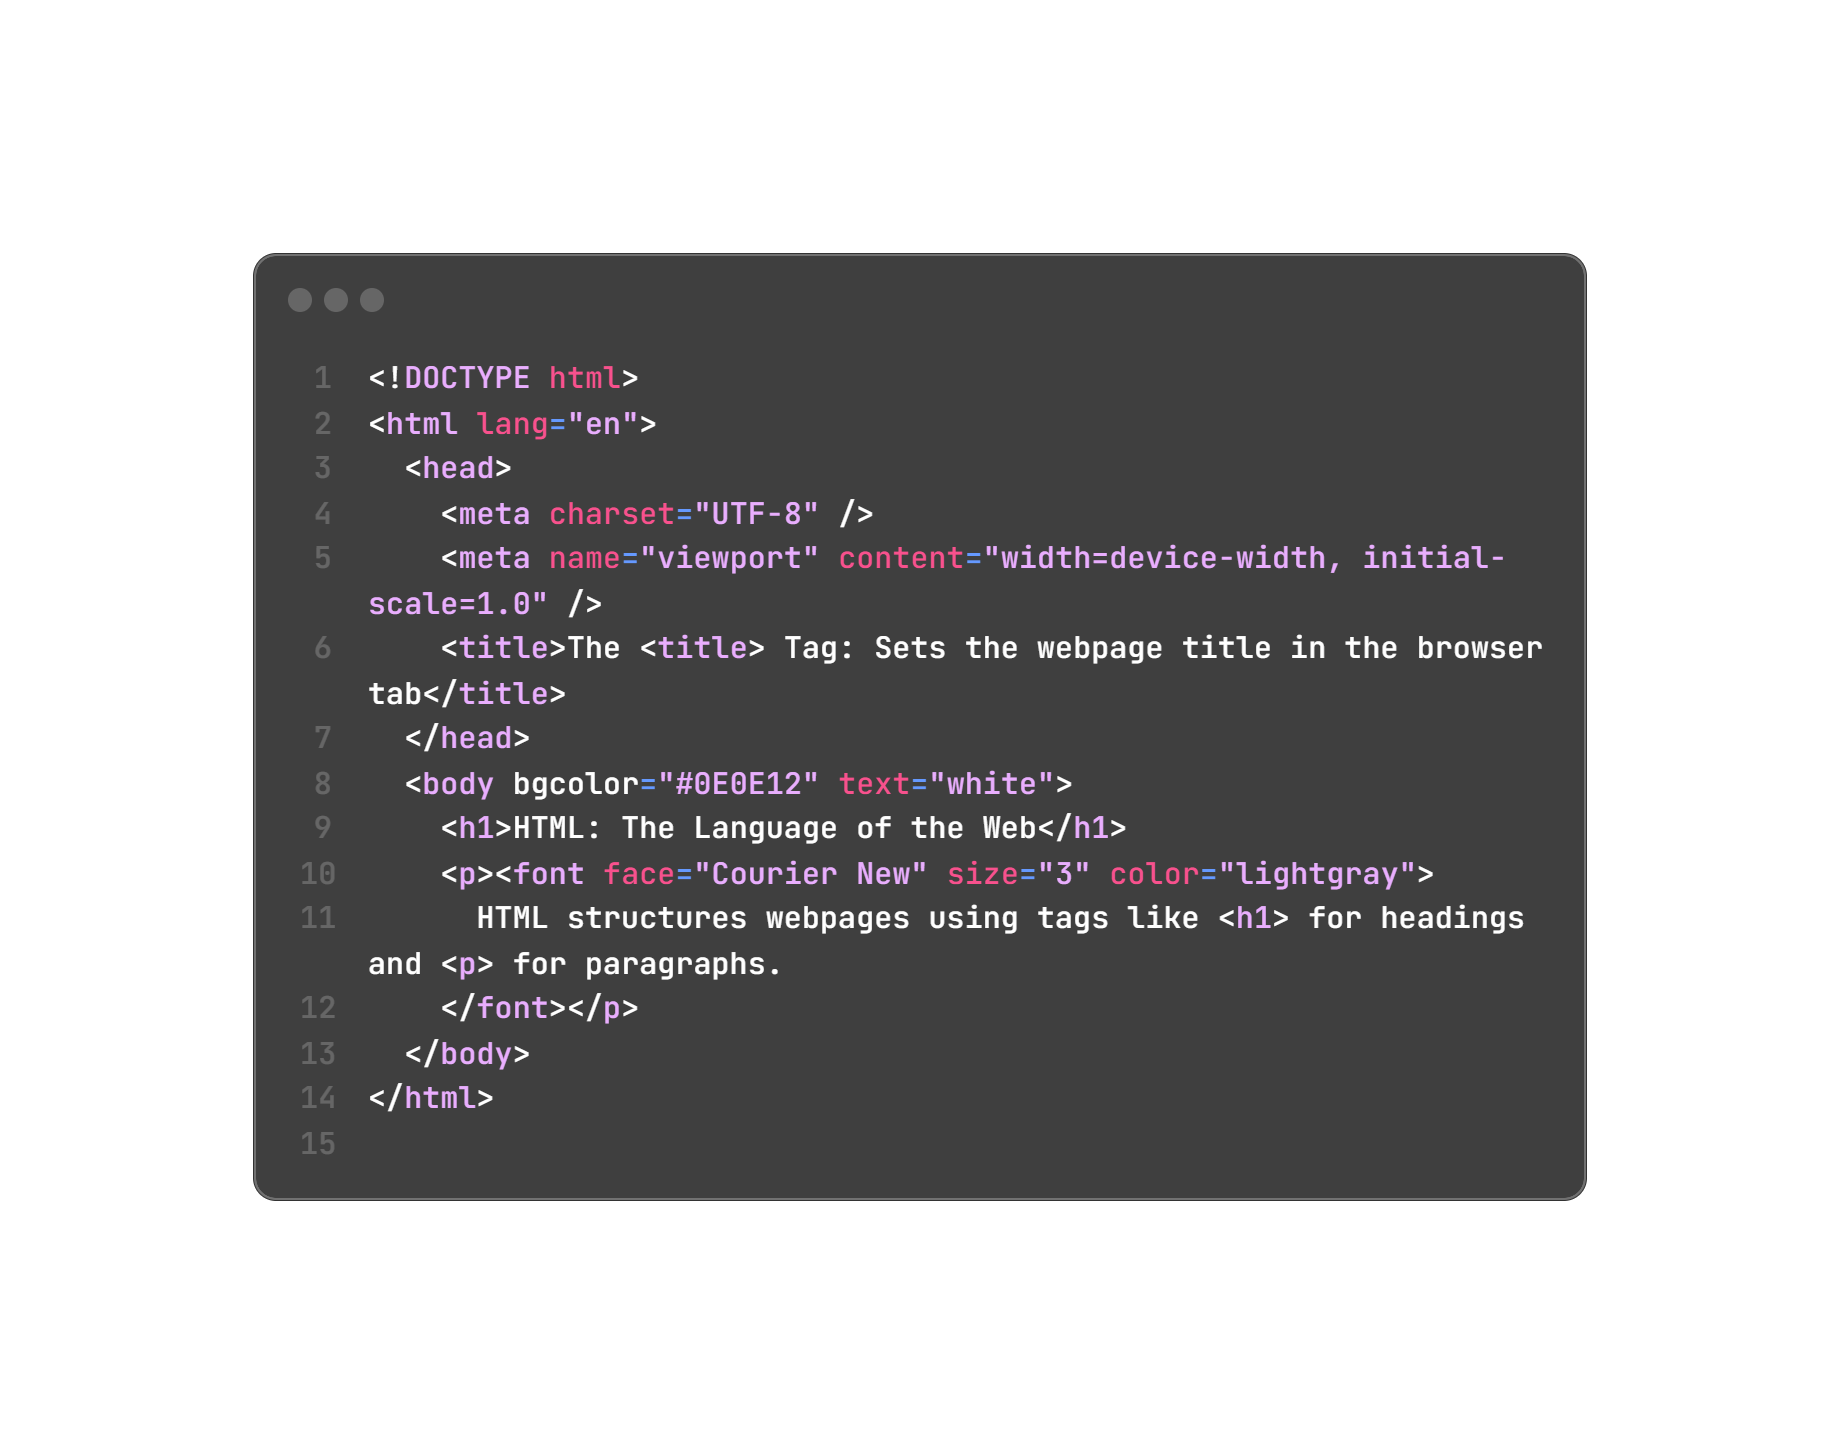 1 <!DOCTYPE html>
2 <html lang="en">
3   <head>
4     <meta charset="UTF-8" />
5     <meta name="viewport" content="width=device-width, initial-
scale=1.0" />
6     <title>The <title> Tag: Sets the webpage title in the browser
tab</title>
7   </head>
8   <body bgcolor="#0E0E12" text="white">
9     <h1>HTML: The Language of the Web</h1>
10     <p><font face="Courier New" size="3" color="lightgray">
11       HTML structures webpages using tags like <h1> for headings
and <p> for paragraphs.
12     </font></p>
13   </body>
14 </html>
15